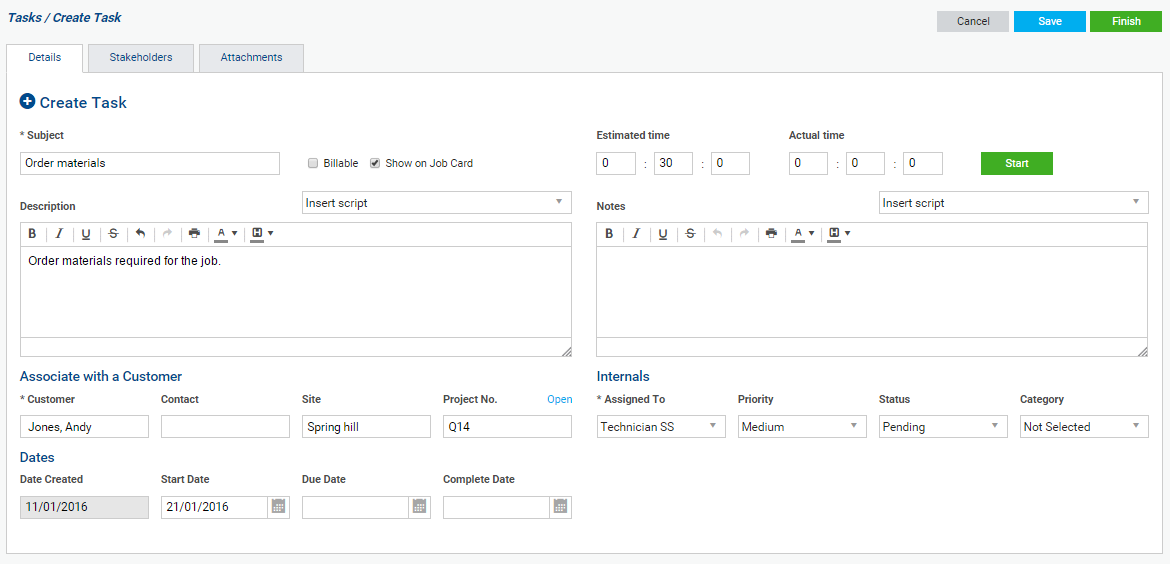 Tasks / Create Task
Cancel Save Finish
Details Stakeholders Attachments
Create Task
* Subject Estimated time Actual time
Order materials Billable Show on Job Card 0 : 30 : 0 0 : 0 : 0 Start
Description Insert script Notes Insert script
B I U S A H B I U S A H
Order materials required for the job.
Associate with a Customer Internals
* Customer Contact Site Project No. Open * Assigned To Priority Status Category
Jones, Andy Spring hill Q14 Technician SS Medium Pending Not Selected
Dates
Date Created Start Date Due Date Complete Date
11/01/2016 21/01/2016